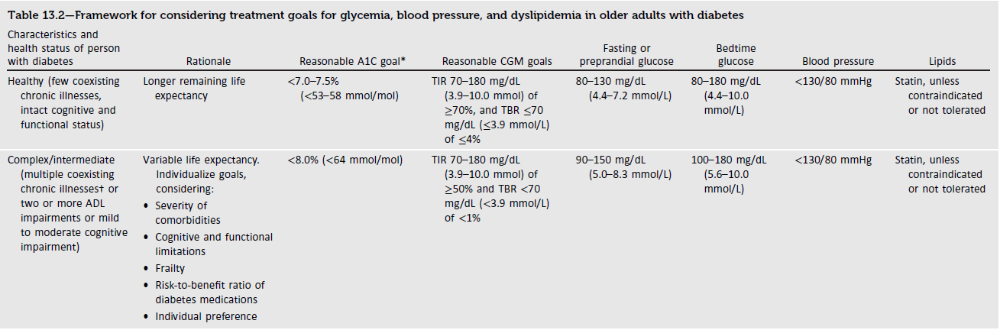 Table 13.2—Framework for considering treatment goals for glycemia, blood pressure, and dyslipidemia in older adults with diabetes
Characteristics and
health status of person
with diabetes
Rationale
Reasonable A1C goal*
Reasonable CGM goals
Fasting or
preprandial glucose
Bedtime
glucose
Blood pressure
Lipids
Healthy (few coexisting
chronic illnesses,
intact cognitive and
functional status)
Longer remaining life
expectancy
<7.0–7.5%
(<53–58 mmol/mol)
TIR 70–180 mg/dL
(3.9–10.0 mmol) of
≥70%, and TBR ≤70
mg/dL (≤3.9 mmol/L)
of ≤4%
80–130 mg/dL
(4.4–7.2 mmol/L)
80–180 mg/dL
(4.4–10.0
mmol/L)
<130/80 mmHg
Statin, unless
contraindicated
or not tolerated
Complex/intermediate
(multiple coexisting
chronic illnesses† or
two or more ADL
impairments or mild
to moderate cognitive
impairment)
Variable life expectancy.
Individualize goals,
considering:
• Severity of
comorbidities
• Cognitive and functional
limitations
• Frailty
• Risk-to-benefit ratio of
diabetes medications
• Individual preference
<8.0% (<64 mmol/mol)
TIR 70–180 mg/dL
(3.9–10.0 mmol) of
≥50% and TBR <70
mg/dL (<3.9 mmol/L)
of <1%
90–150 mg/dL
(5.0–8.3 mmol/L)
100–180 mg/dL
(5.6–10.0
mmol/L)
<130/80 mmHg
Statin, unless
contraindicated
or not tolerated